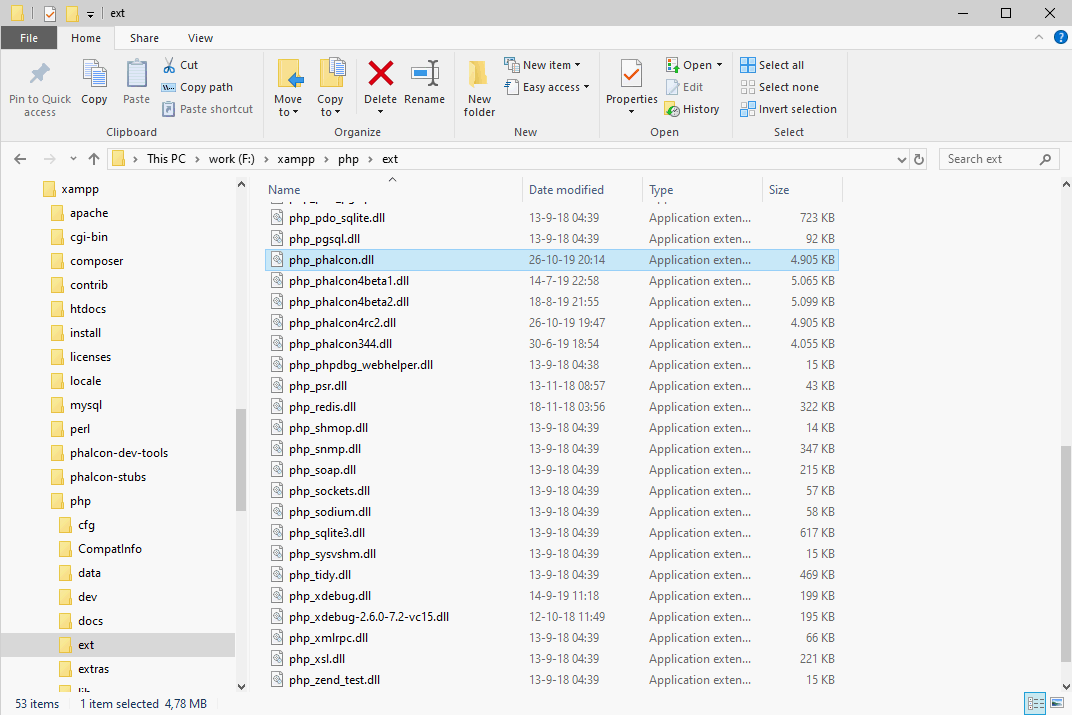 ext
File Home Share View
Pin to Quick access
Copy
Paste
Cut
Copy path
Paste shortcut
Clipboard
Move to
Copy to
Delete
Rename
Organize
New folder
New item
Easy access
New
Properties
Open
Edit
History
Open
Select all
Select none
Invert selection
Select
This PC > work (F:) > xampp > php > ext
Search ext
xampp
apache
cgi-bin
composer
contrib
htdocs
install
licenses
locale
mysql
perl
phalcon-dev-tools
phalcon-stubs
php
cfg
CompatInfo
data
dev
docs
ext
extras
Name Date modified Type Size
php_pdo_sqlite.dll 13-9-18 04:39 Application exten... 723 KB
php_pgsql.dll 13-9-18 04:39 Application exten... 92 KB
php_phalcon.dll 26-10-19 20:14 Application exten... 4.905 KB
php_phalcon4beta1.dll 14-7-19 22:58 Application exten... 5.065 KB
php_phalcon4beta2.dll 18-8-19 21:55 Application exten... 5.099 KB
php_phalcon4rc2.dll 26-10-19 19:47 Application exten... 4.905 KB
php_phalcon344.dll 30-6-19 18:54 Application exten... 4.055 KB
php_phpdbg_webhelper.dll 13-9-18 04:38 Application exten... 15 KB
php_psr.dll 13-11-18 08:57 Application exten... 43 KB
php_redis.dll 18-11-18 03:56 Application exten... 322 KB
php_shmop.dll 13-9-18 04:39 Application exten... 14 KB
php_snmp.dll 13-9-18 04:39 Application exten... 347 KB
php_soap.dll 13-9-18 04:39 Application exten... 215 KB
php_sockets.dll 13-9-18 04:39 Application exten... 57 KB
php_sodium.dll 13-9-18 04:39 Application exten... 58 KB
php_sqlite3.dll 13-9-18 04:39 Application exten... 617 KB
php_sysvshm.dll 13-9-18 04:39 Application exten... 15 KB
php_tidy.dll 13-9-18 04:39 Application exten... 469 KB
php_xdebug.dll 14-9-19 11:18 Application exten... 199 KB
php_xdebug-2.6.0-7.2-vc15.dll 12-10-18 11:49 Application exten... 195 KB
php_xmlrpc.dll 13-9-18 04:39 Application exten... 66 KB
php_xsl.dll 13-9-18 04:39 Application exten... 221 KB
php_zend_test.dll 13-9-18 04:39 Application exten... 15 KB
53 items 1 item selected 4,78 MB